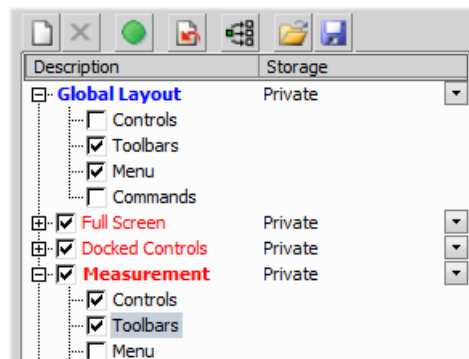 Description Storage
Global Layout Private
Controls
Toolbars
Menu
Commands
Full Screen Private
Docked Controls Private
Measurement Private
Controls
Toolbars
Menu